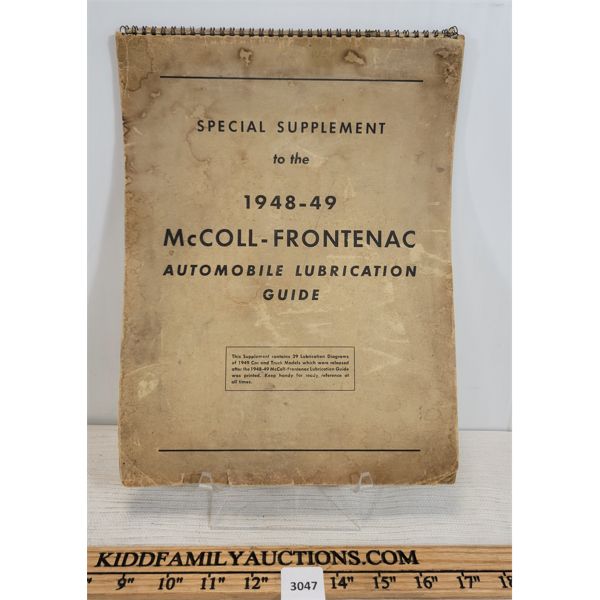 SPECIAL SUPPLEMENT
to the
1948-49
McCOLL-FRONTENAC
AUTOMOBILE LUBRICATION
GUIDE
This Supplement contains 39 Lubrication Diagrams
of 1949 Car and Truck Models which were released
after the 1948-49 McColl-Frontenac Lubrication Guide
was printed. Keep handy for ready reference at
all times.
KIDDFAMILYAUCTIONS.COM
9" 10" 11" 12" 3047 14" 15" 16" 17" 18